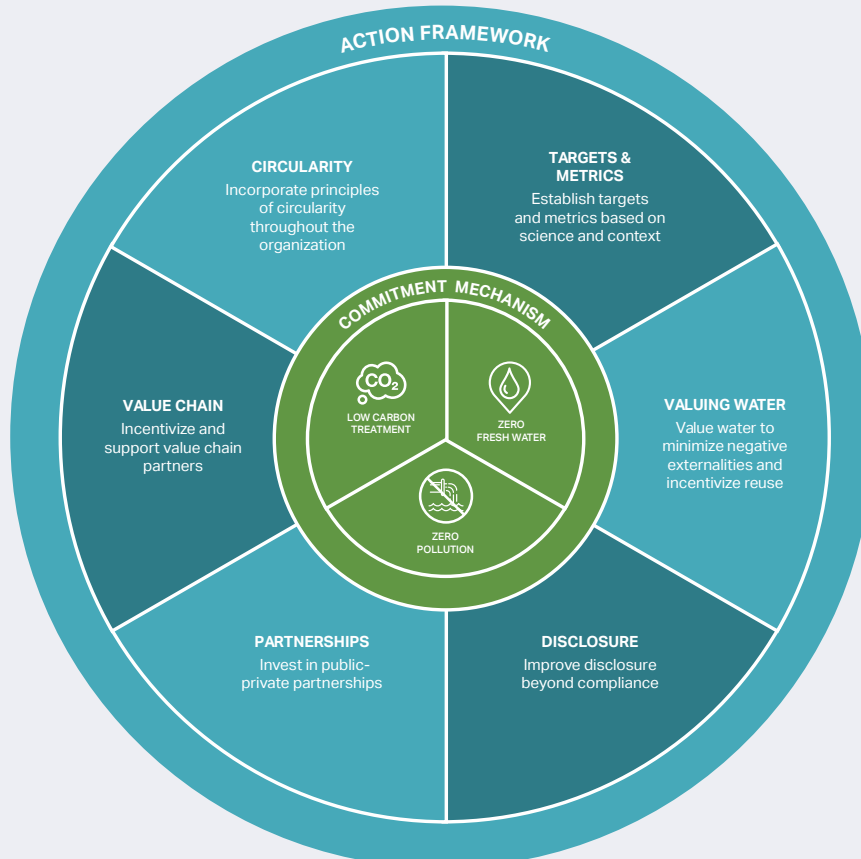 ACTION FRAMEWORK
CIRCULARITY
Incorporate principles
of circularity
throughout the
organization
TARGETS &
METRICS
Establish targets
and metrics based on
science and context
COMMITMENT MECHANISM
CO₂
LOW CARBON
TREATMENT
ZERO
FRESH WATER
ZERO
POLLUTION
VALUE CHAIN
Incentivize and
support value chain
partners
VALUING WATER
Value water to
minimize negative
externalities and
incentivize reuse
PARTNERSHIPS
Invest in public-
private partnerships
DISCLOSURE
Improve disclosure
beyond compliance